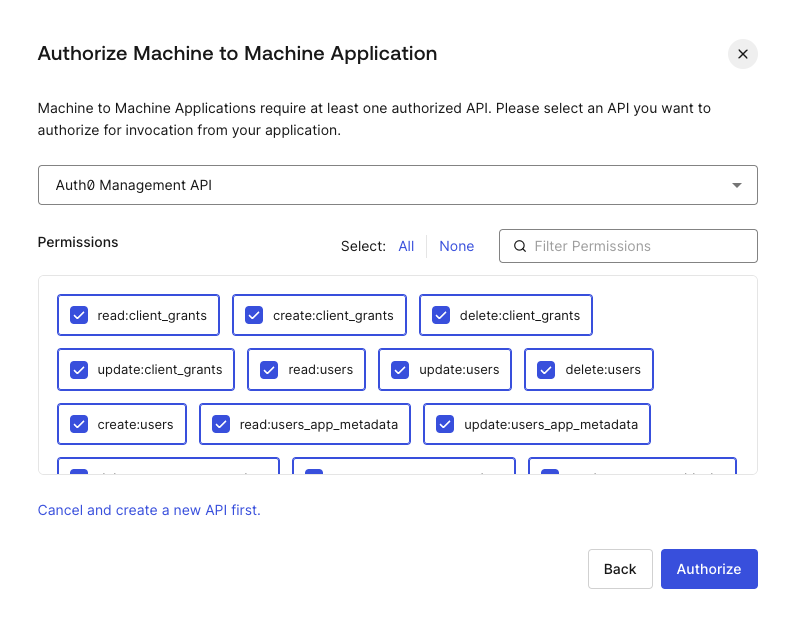 Authorize Machine to Machine Application
Machine to Machine Applications require at least one authorized API. Please select an API you want to
authorize for invocation from your application.
Auth0 Management API
Permissions
Select: All None
Filter Permissions
read:client_grants create:client_grants delete:client_grants
update:client_grants read:users update:users delete:users
create:users read:users_app_metadata update:users_app_metadata
Cancel and create a new API first.
Back Authorize